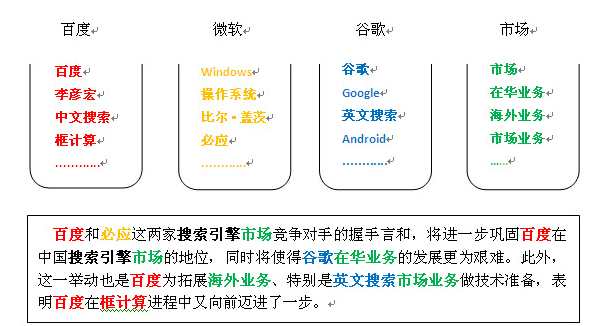 百度 微软 谷歌 市场
百度 Windows 谷歌 市场
李彦宏 操作系统 Google 在华业务
中文搜索 比尔·盖茨 英文搜索 海外业务
框计算 必应 Android 市场业务
………… ………… ………… ……
百度和必应这两家搜索引擎市场竞争对手的握手言和，将进一步巩固百度在
中国搜索引擎市场的地位，同时将使得谷歌在华业务的发展更为艰难。此外，
这一举动也是百度为拓展海外业务、特别是英文搜索市场业务做技术准备，表
明百度在框计算进程中又向前迈进了一步。